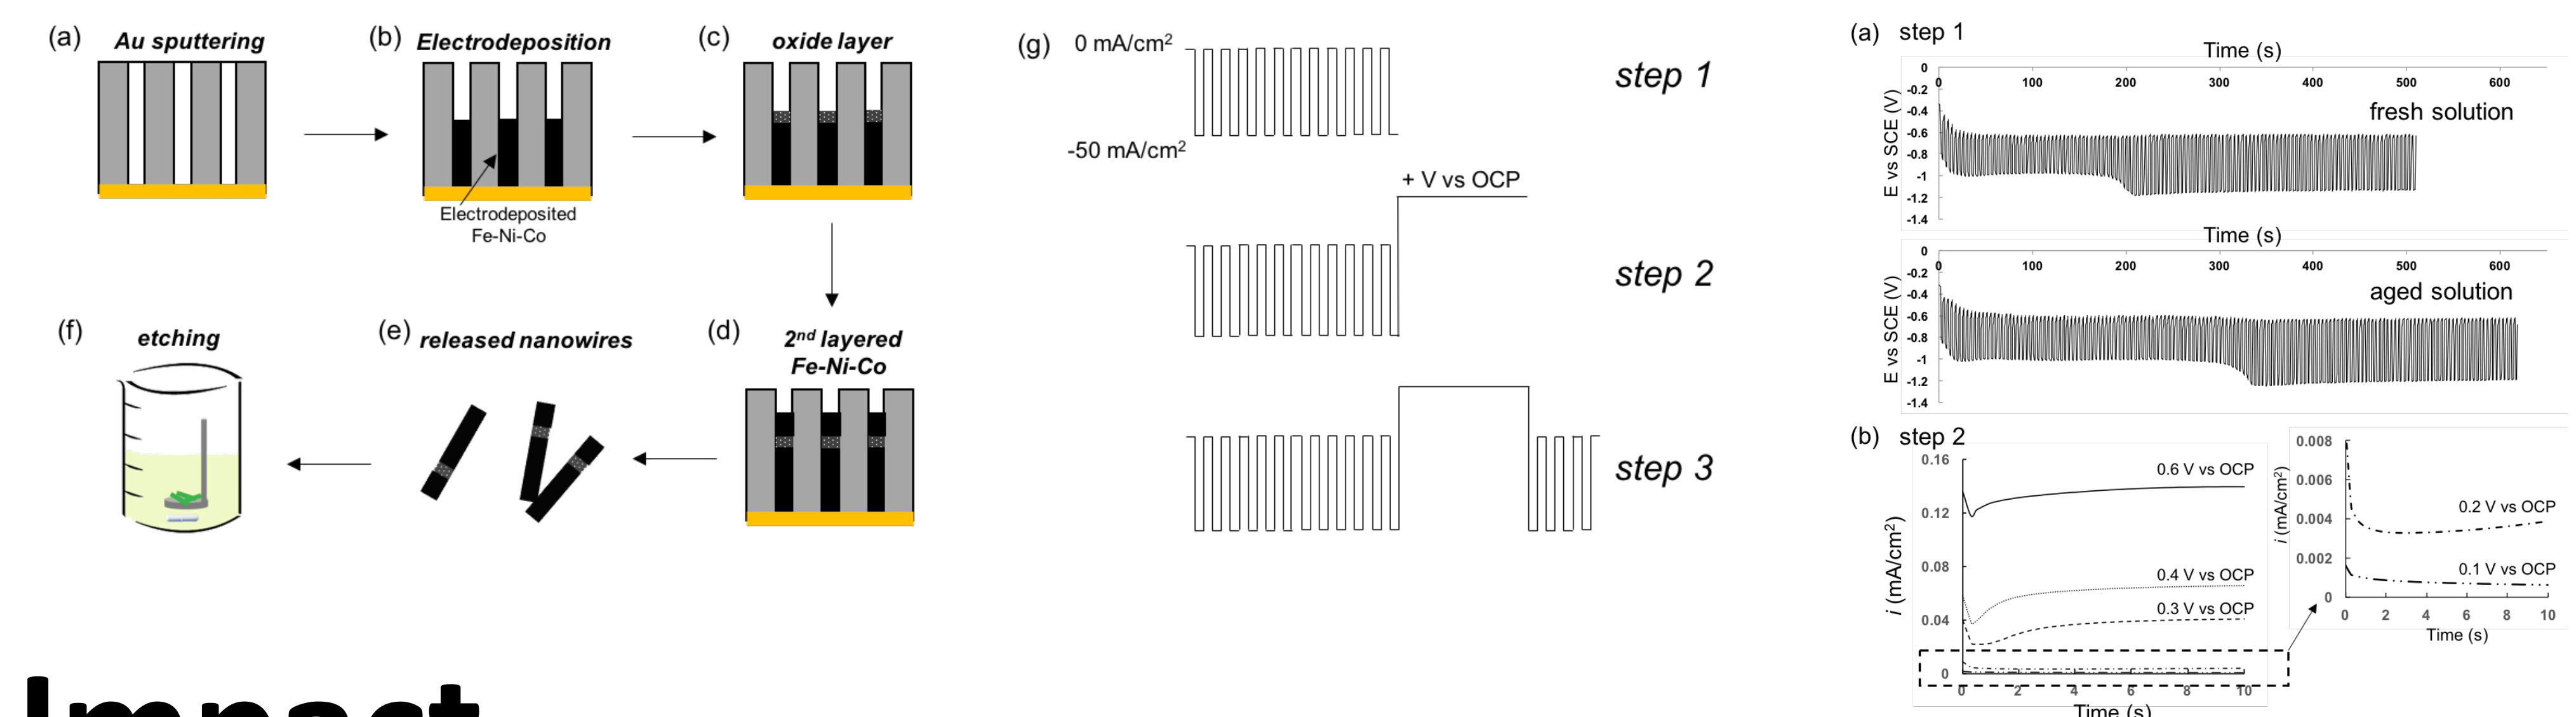 (a) Au sputtering
(b) Electrodeposition
(c) oxide layer
Electrodeposited
Fe-Ni-Co
(f) etching
(e) released nanowires
(d) 2nd layered
Fe-Ni-Co
(g) 0 mA/cm2
-50 mA/cm2
step 1
+ V vs OCP
step 2
step 3
(a) step 1
Time (s)
0 100 200 300 400 500 600
0
-0.2
-0.4
-0.6
-0.8
-1
-1.2
-1.4
E vs SCE (V)
fresh solution
Time (s)
0 100 200 300 400 500 600
0
-0.2
-0.4
-0.6
-0.8
-1
-1.2
-1.4
E vs SCE (V)
aged solution
(b) step 2
0.16
0.12
0.08
0.04
0
i (mA/cm2)
0.6 V vs OCP
0.4 V vs OCP
0.3 V vs OCP
0 2 4 6 8 10
Time (s)
0.008
0.006
0.004
0.002
0
i (mA/cm2)
0.2 V vs OCP
0.1 V vs OCP
0 2 4 6 8 10
Time (s)
Impact